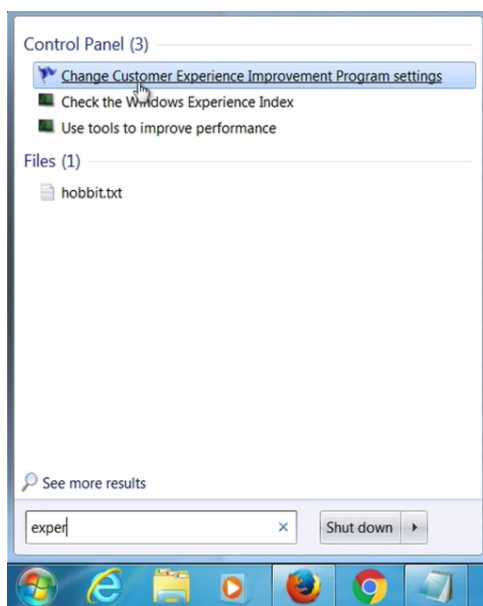 Control Panel (3)
Change Customer Experience Improvement Program settings
Check the Windows Experience Index
Use tools to improve performance
Files (1)
hobbit.txt
See more results
exper
Shut down